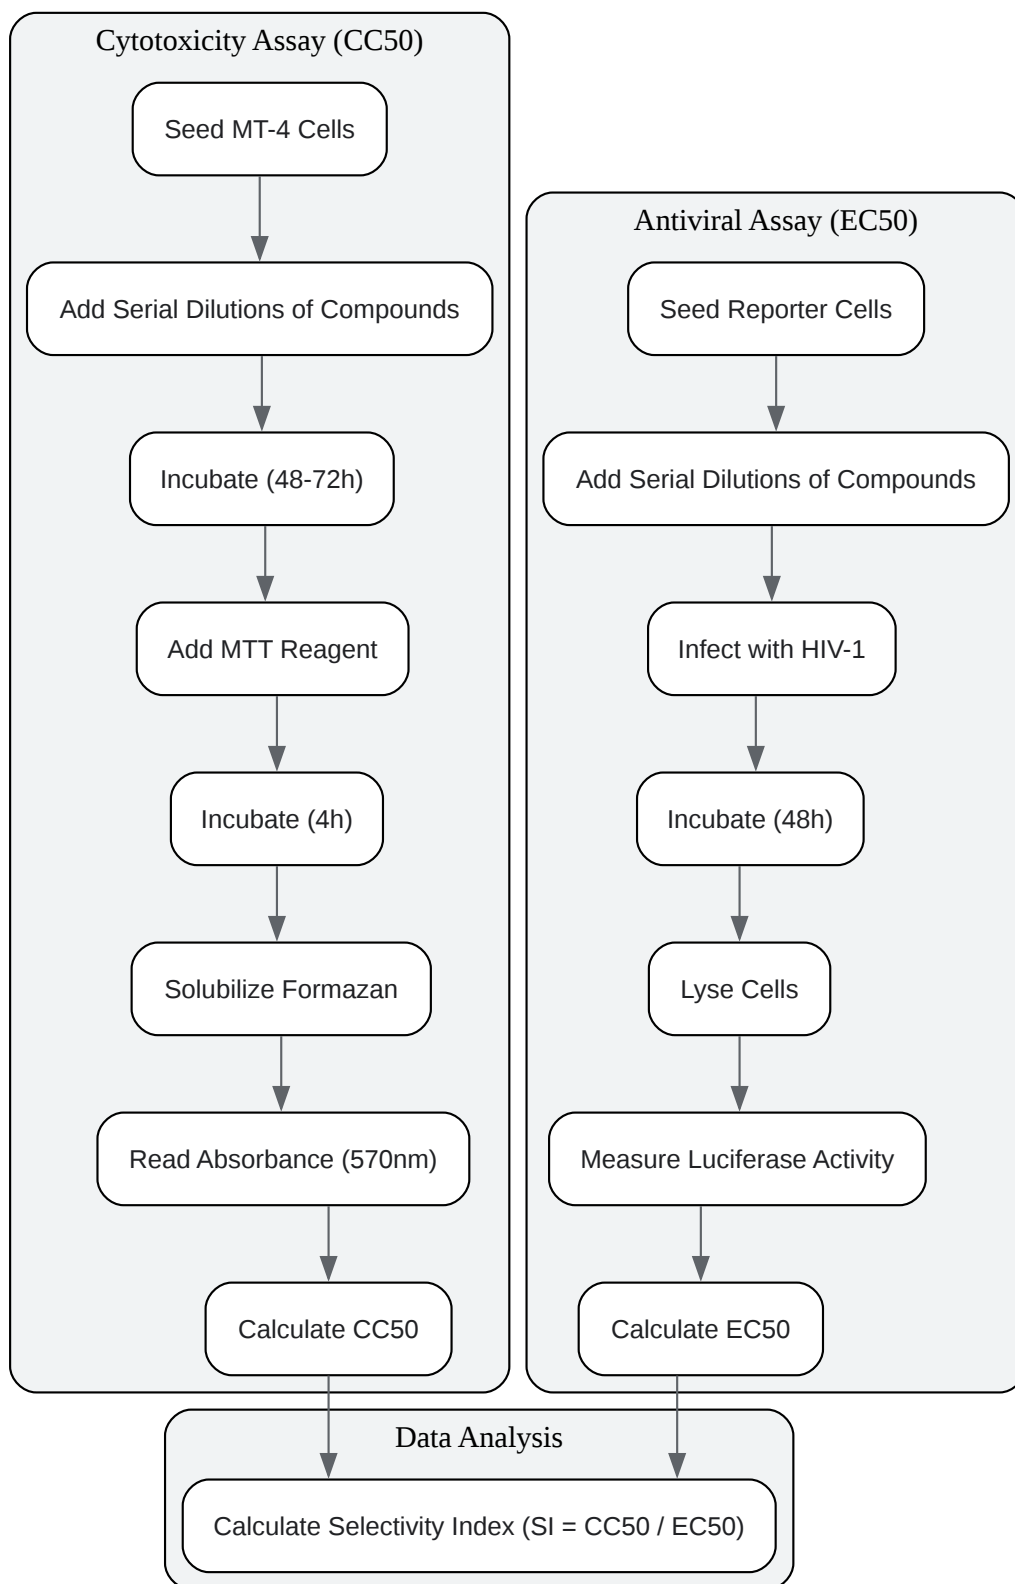 Cytotoxicity Assay (CC50)
Seed MT-4 Cells
Add Serial Dilutions of Compounds
Incubate (48-72h)
Add MTT Reagent
Incubate (4h)
Solubilize Formazan
Read Absorbance (570nm)
Calculate CC50
Antiviral Assay (EC50)
Seed Reporter Cells
Add Serial Dilutions of Compounds
Infect with HIV-1
Incubate (48h)
Lyse Cells
Measure Luciferase Activity
Calculate EC50
Data Analysis
Calculate Selectivity Index (SI = CC50 / EC50)